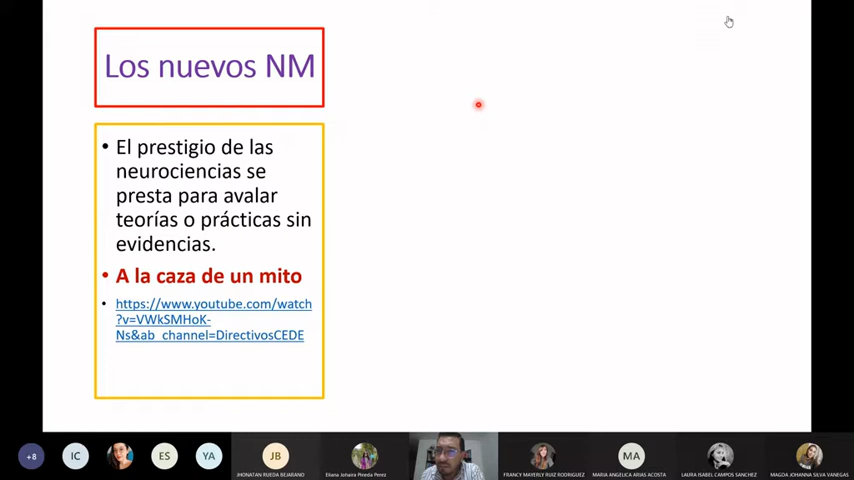 Los nuevos NM
• El prestigio de las
neurociencias se
presta para avalar
teorías o prácticas sin
evidencias.
• A la caza de un mito
• https://www.youtube.com/watch
?v=VWkSMHoK-
Ns&ab_channel=DirectivosCEDE
+8
IC
ES
YA
JB
MA
JHONATAN RUEDA BEJARANO
Eliana Johaira Pineda Perez
FRANCY MAYERLY RUIZ RODRIGUEZ
MARIA ANGELICA ARIAS ACOSTA
LAURA ISABEL CAMPOS SANCHEZ
MAGDA JOHANNA SILVA VANEGAS